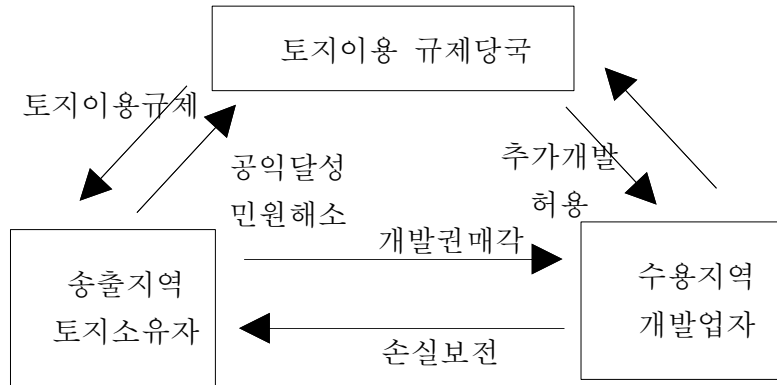 토지이용 규제당국
토지이용규제
공익달성
민원해소
추가개발
허용
개발권매각
송출지역
토지소유자
수용지역
개발업자
손실보전